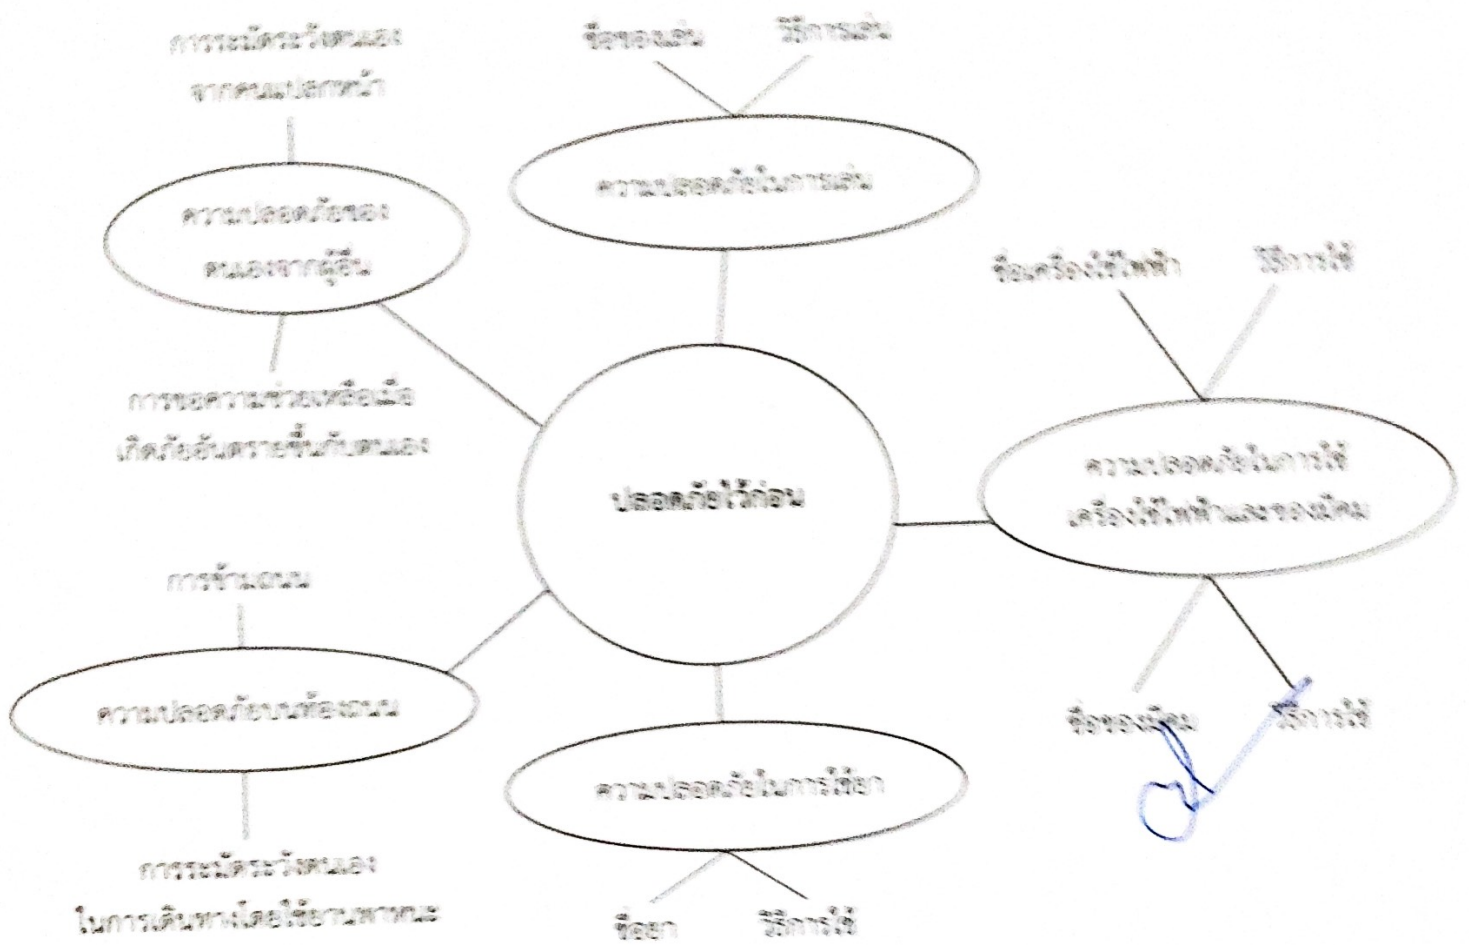 การระมัดระวังตนเอง
จากคนแปลกหน้า
ความปลอดภัยของ
ตนเองจากผู้อื่น
การขอความช่วยเหลือเมื่อ
เกิดภัยอันตรายขึ้นกับตนเอง
ชื่อของเล่น
วิธีการเล่น
ความปลอดภัยในการเล่น
ชื่อเครื่องใช้ไฟฟ้า
วิธีการใช้
ความปลอดภัยในการใช้
เครื่องใช้ไฟฟ้าและของมีคม
ชื่อของมีคม
วิธีการใช้
ปลอดภัยไว้ก่อน
การข้ามถนน
ความปลอดภัยบนท้องถนน
การระมัดระวังตนเอง
ในการเดินทางโดยใช้ยานพาหนะ
ความปลอดภัยในการใช้ยา
ชื่อยา
วิธีการใช้